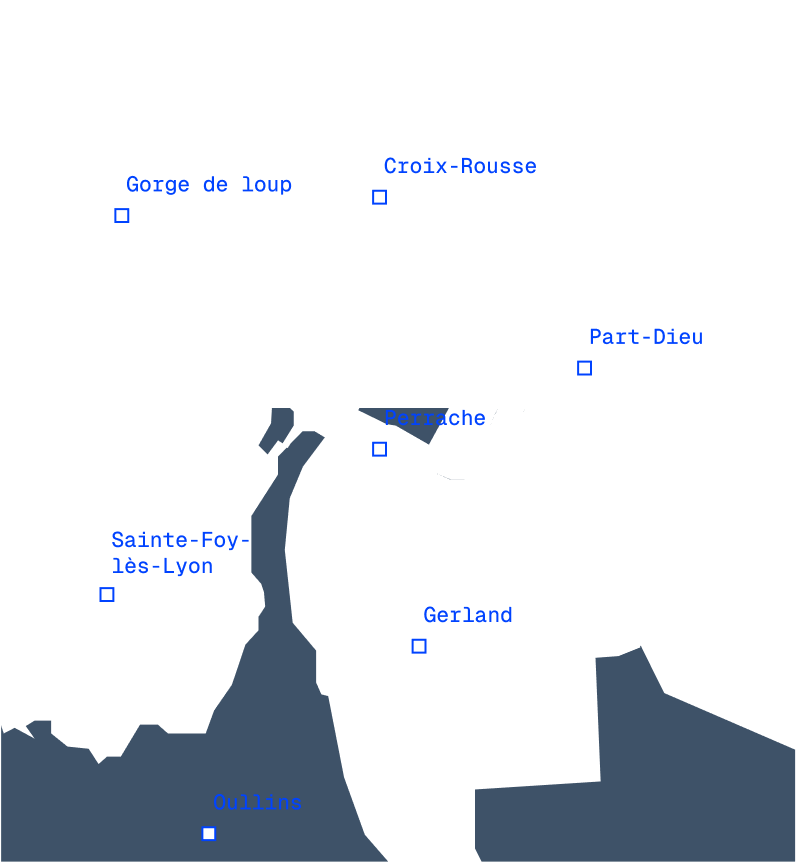 Croix-Rousse
Gorge de loup
Part-Dieu
Perrache
Sainte-Foy-
lès-Lyon
Gerland
Oullins